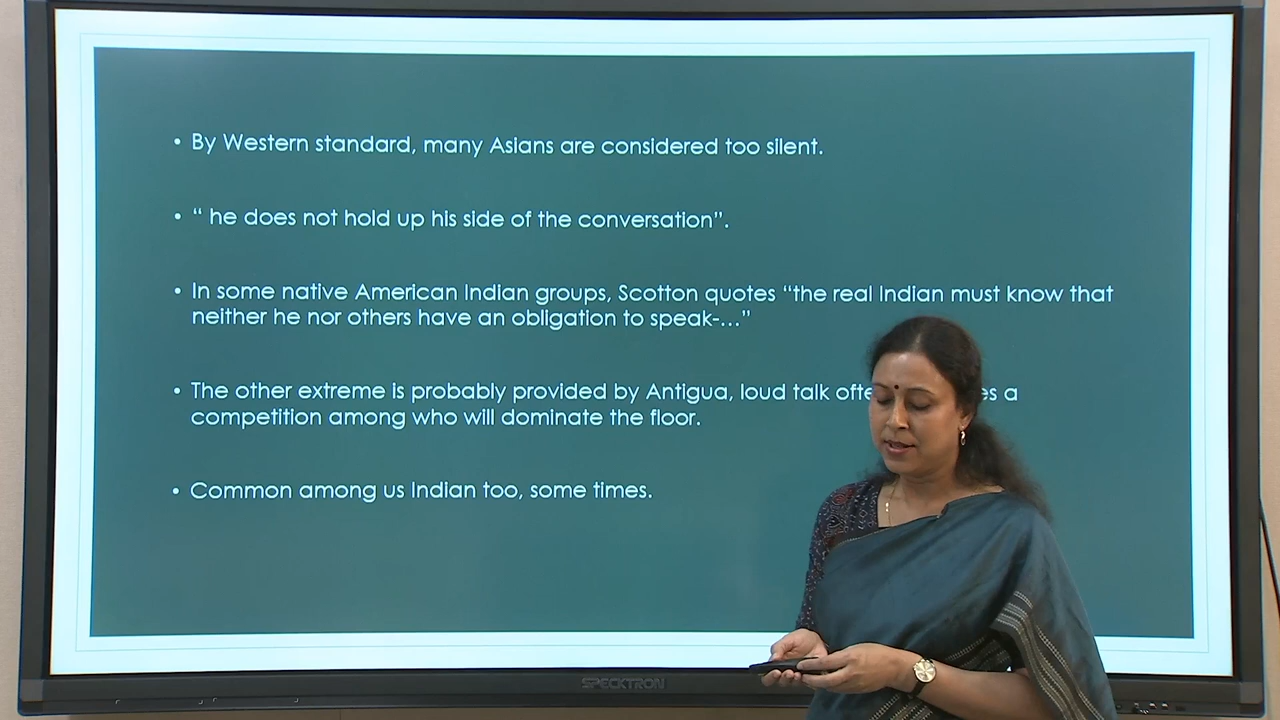 • By Western standard, many Asians are considered too silent.
• “ he does not hold up his side of the conversation”.
• In some native American Indian groups, Scotton quotes “the real Indian must know that
neither he nor others have an obligation to speak-...”
• The other extreme is probably provided by Antigua, loud talk a
competition among who will dominate the floor.
• Common among us Indian too, some times.
SPECKTRON